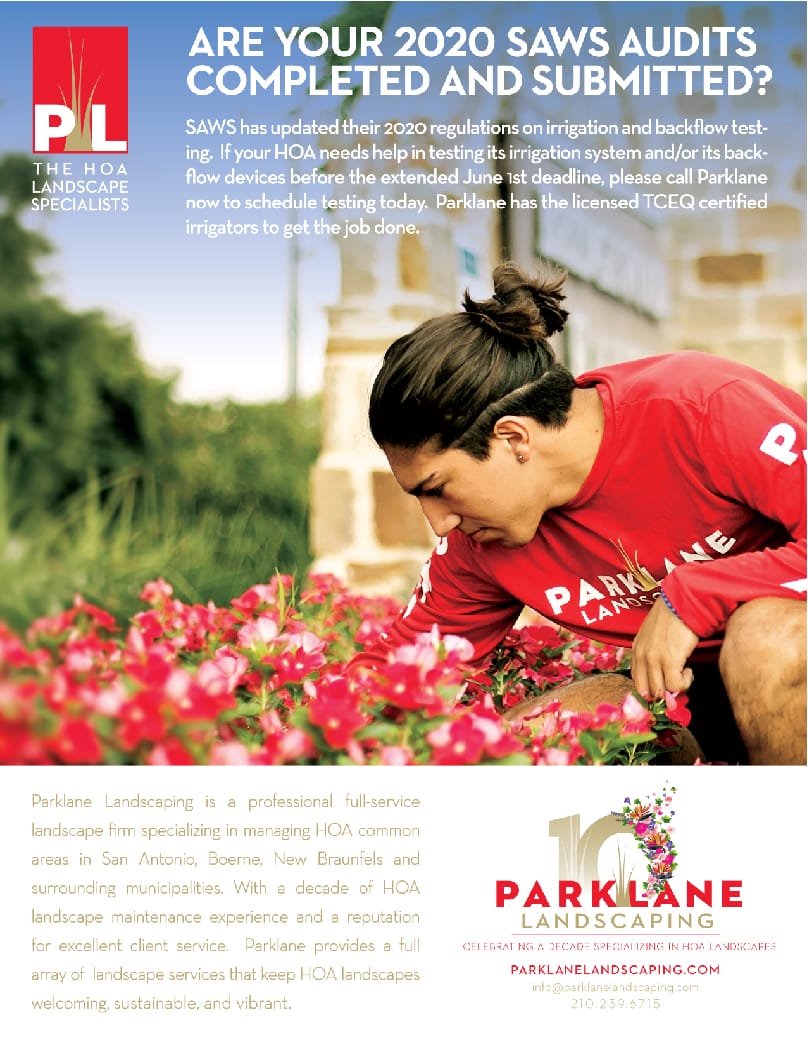 PL
THE HOA
LANDSCAPE
SPECIALISTS
ARE YOUR 2020 SAWS AUDITS
COMPLETED AND SUBMITTED?
SAWS has updated their 2020 regulations on irrigation and backflow test-
ing. If your HOA needs help in testing its irrigation system and/or its back-
flow devices before the extended June 1st deadline, please call Parklane
now to schedule testing today. Parklane has the licensed TCEQ certified
irrigators to get the job done.
P
PARKLANE
LANDSC
Parklane Landscaping is a professional full-service
landscape firm specializing in managing HOA common
areas in San Antonio, Boerne, New Braunfels and
surrounding municipalities. With a decade of HOA
landscape maintenance experience and a reputation
for excellent client service. Parklane provides a full
array of landscape services that keep HOA landscapes
welcoming, sustainable, and vibrant.
10
PARKLANE
LANDSCAPING
CELEBRATING A DECADE SPECIALIZING IN HOA LANDSCAPES
PARKLANELANDSCAPING.COM
info@parklanelandscaping.com
210.239.6715